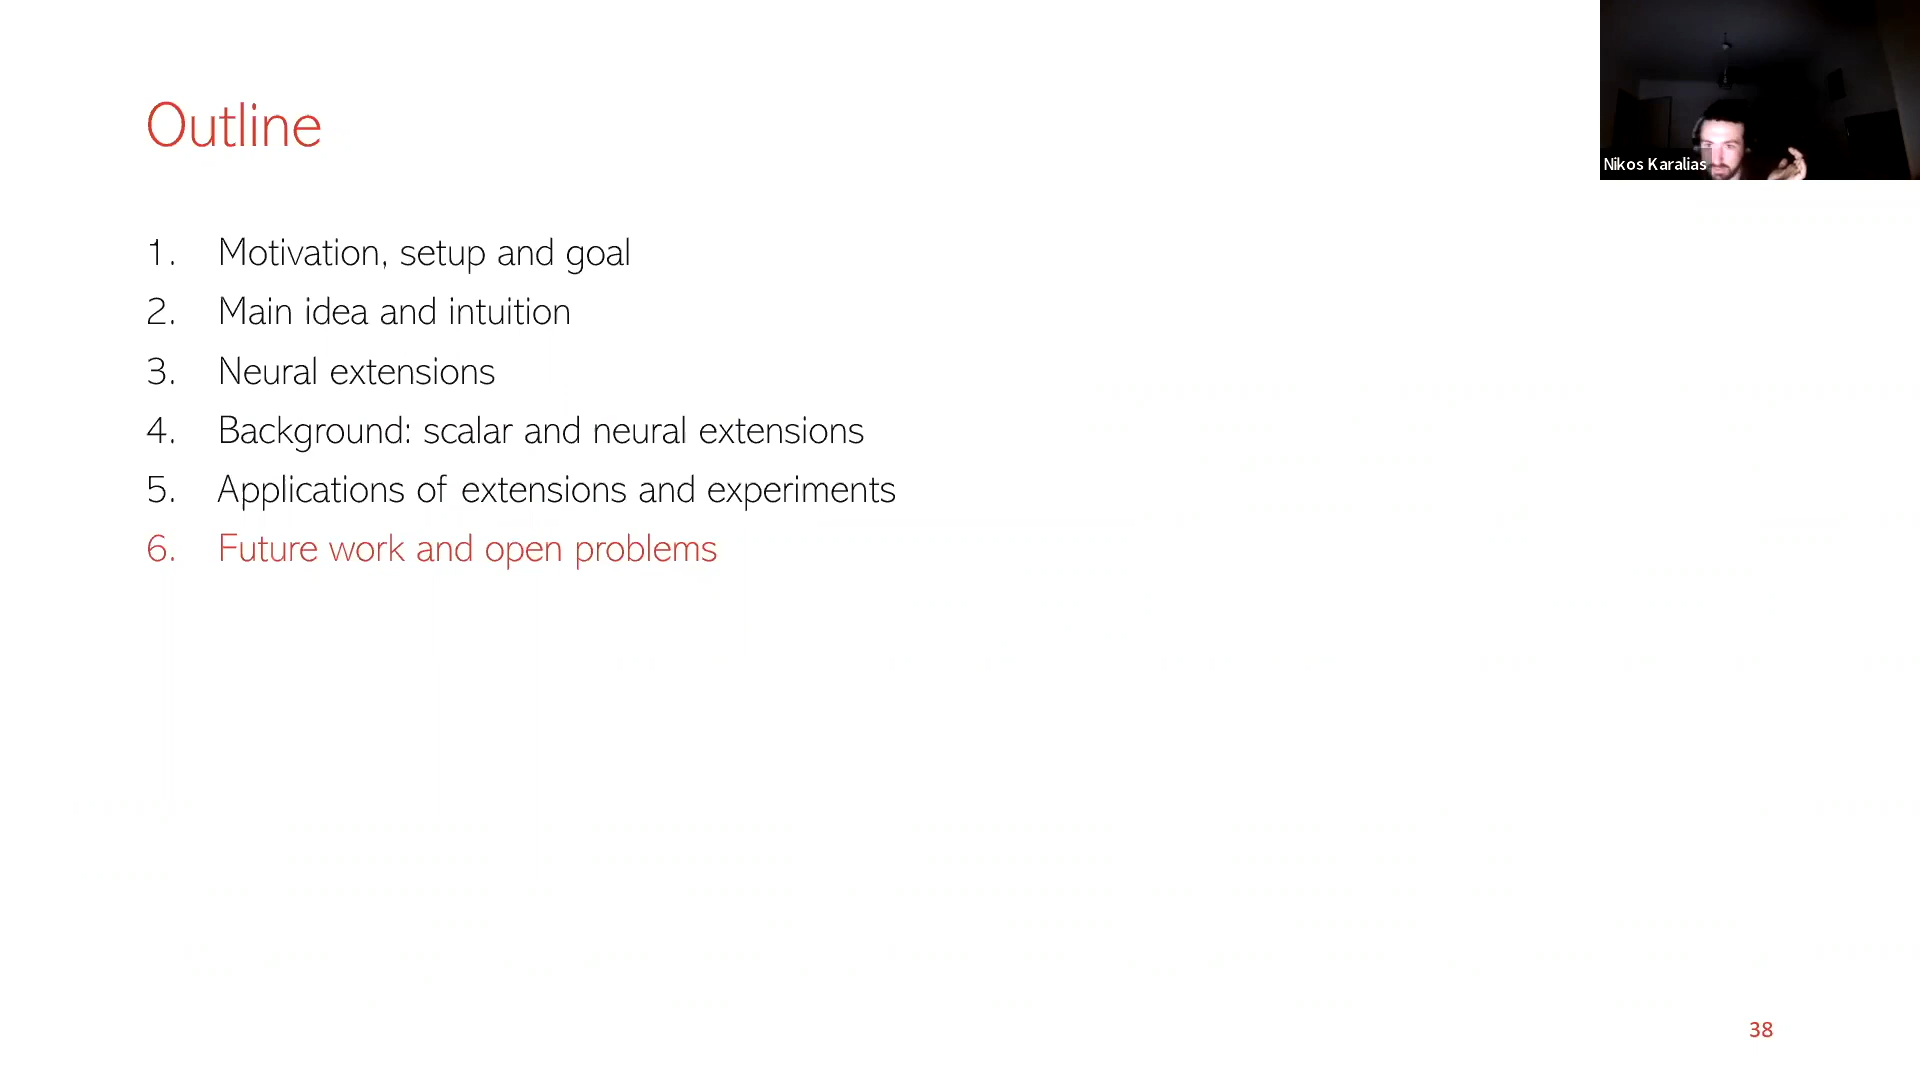 Outline
Nikos Karalias
1. Motivation, setup and goal
2. Main idea and intuition
3. Neural extensions
4. Background: scalar and neural extensions
5. Applications of extensions and experiments
6. Future work and open problems
38